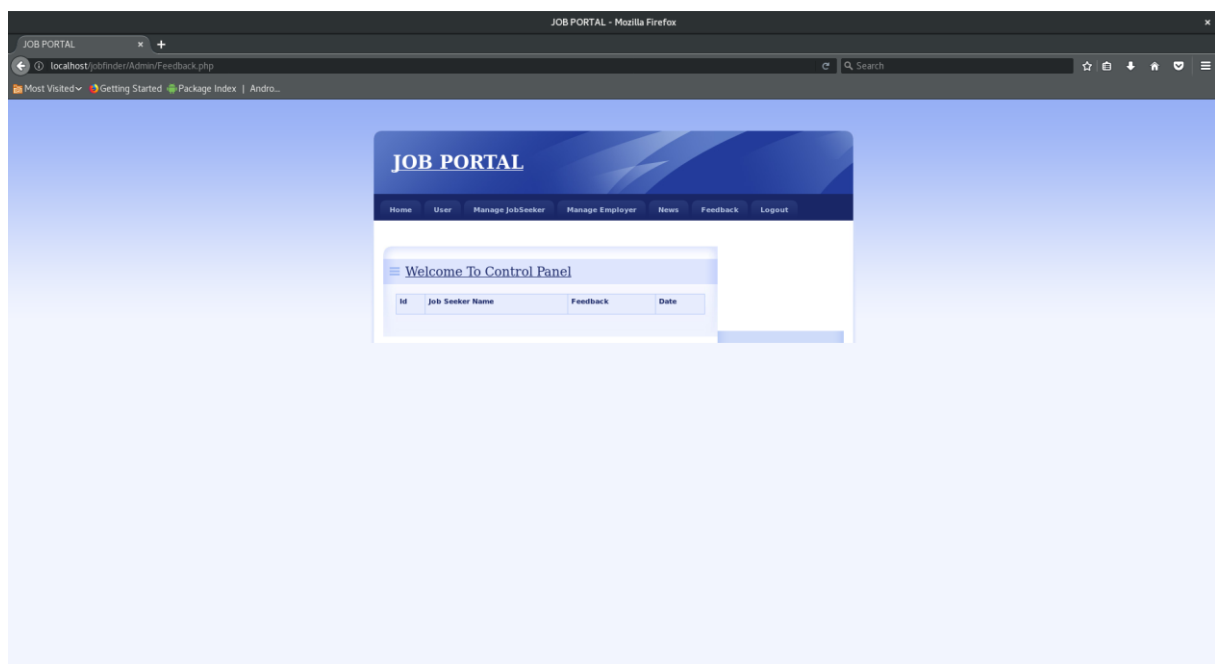 JOB PORTAL - Mozilla Firefox
JOB PORTAL
localhost/jobfinder/Admin/Feedback.php
Search
Most Visited Getting Started Package Index | Andro...
JOB PORTAL
Home User Manage JobSeeker Manage Employer News Feedback Logout
Welcome To Control Panel
Id Job Seeker Name Feedback Date